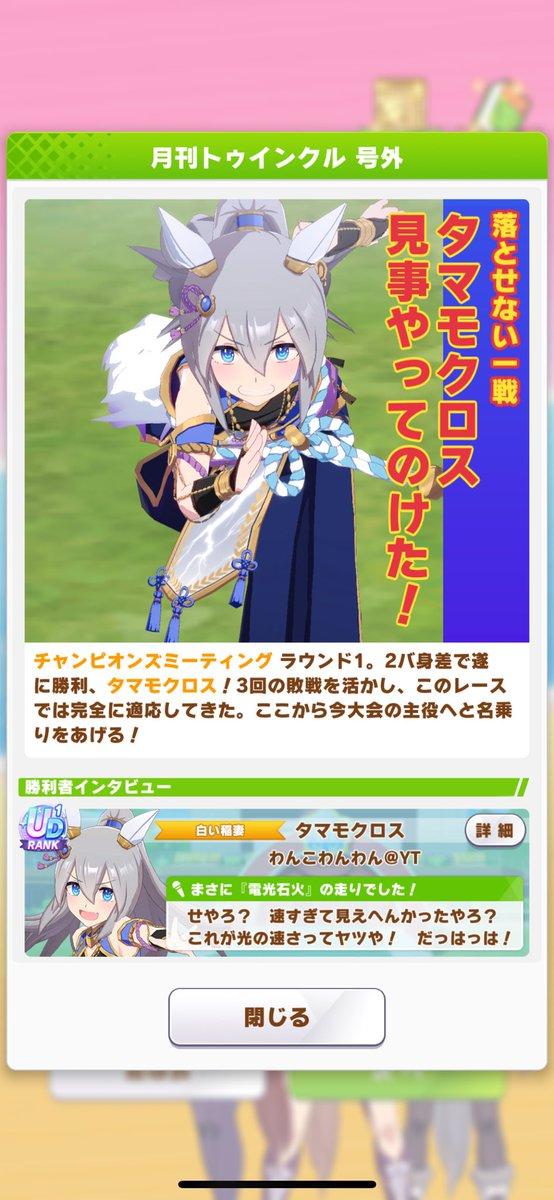 月刊トゥインクル 号外
落とせない一戦
タマモクロス
見事やってのけた!
チャンピオンズミーティング ラウンド1。2バ身差で遂
に勝利、タマモクロス!3回の敗戦を活かし、このレース
では完全に適応してきた。ここから今大会の主役へと名乗
りをあげる!
勝利者インタビュー
UD1
RANK
白い稲妻
タマモクロス
詳細
わんこわんわん@YT
まさに『電光石火』の走りでした!
せやろ? 速すぎて見えへんかったやろ?
これが光の速さってヤツや! だっはっは!
閉じる